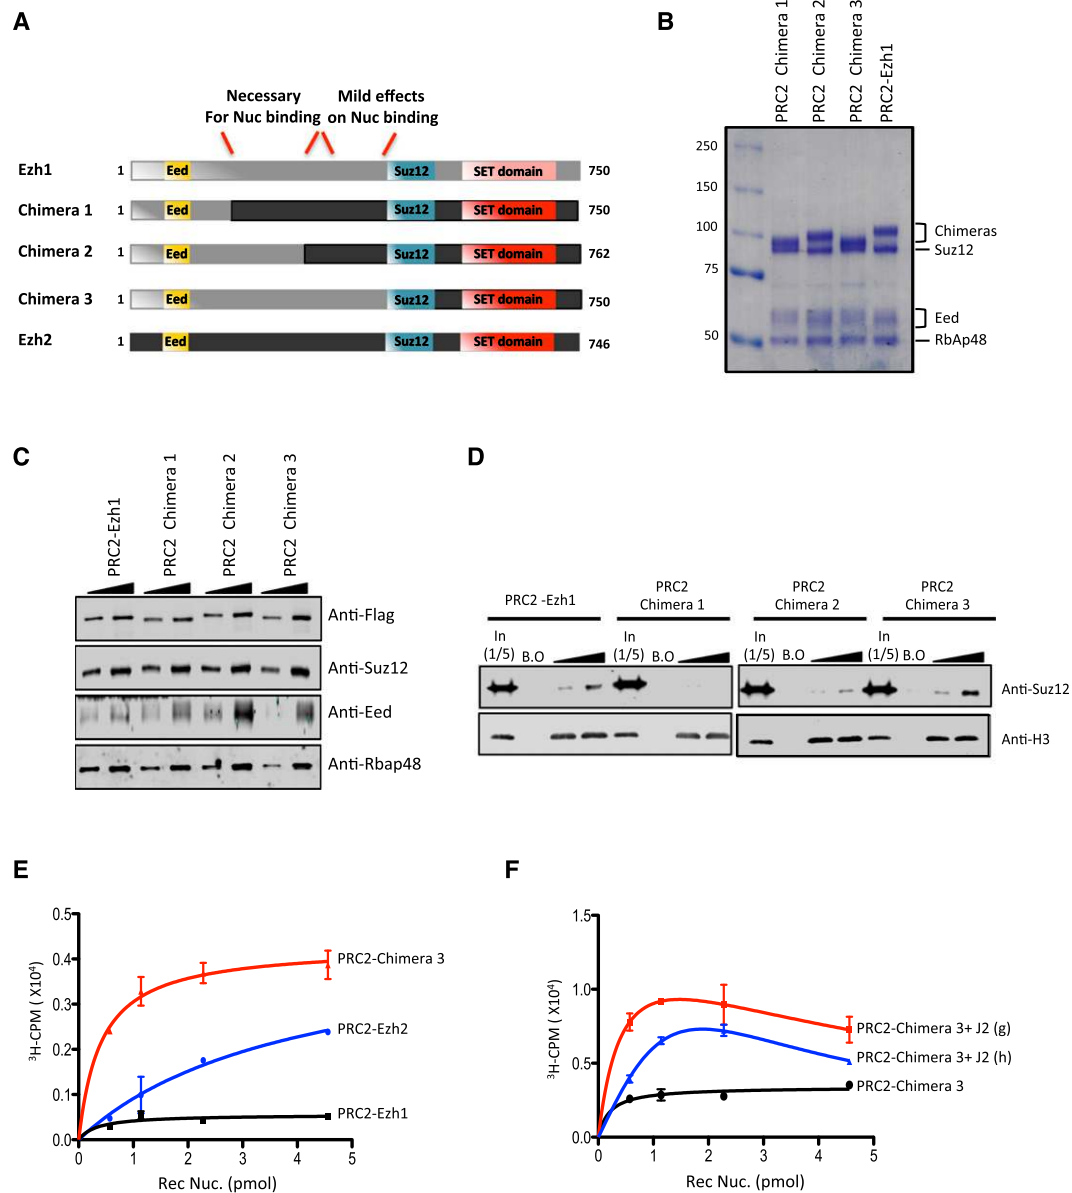 A
Necessary
For Nuc binding
Mild effects
on Nuc binding
Ezh1 1 Eed Suz12 SET domain 750
Chimera 1 1 Eed Suz12 SET domain 750
Chimera 2 1 Eed Suz12 SET domain 762
Chimera 3 1 Eed Suz12 SET domain 750
Ezh2 1 Eed Suz12 SET domain 746
B
PRC2 Chimera 1
PRC2 Chimera 2
PRC2 Chimera 3
PRC2-Ezh1
250
150
100
75
50
Chimeras
Suz12
Eed
RbAp48
C
PRC2-Ezh1
PRC2 Chimera 1
PRC2 Chimera 2
PRC2 Chimera 3
Anti-Flag
Anti-Suz12
Anti-Eed
Anti-Rbap48
D
PRC2 -Ezh1
PRC2
Chimera 1
PRC2
Chimera 2
PRC2
Chimera 3
In
(1/5) B.O
In
(1/5) B.O
In
(1/5) B.O
In
(1/5) B.O
Anti-Suz12
Anti-H3
E
³H-CPM ( X10⁴)
0.5
0.4
0.3
0.2
0.1
0.0
0 1 2 3 4 5
Rec Nuc. (pmol)
PRC2-Chimera 3
PRC2-Ezh2
PRC2-Ezh1
F
³H-CPM ( X10⁴)
1.5
1.0
0.5
0.0
0 1 2 3 4 5
Rec Nuc. (pmol)
PRC2-Chimera 3+ J2 (g)
PRC2-Chimera 3+ J2 (h)
PRC2-Chimera 3